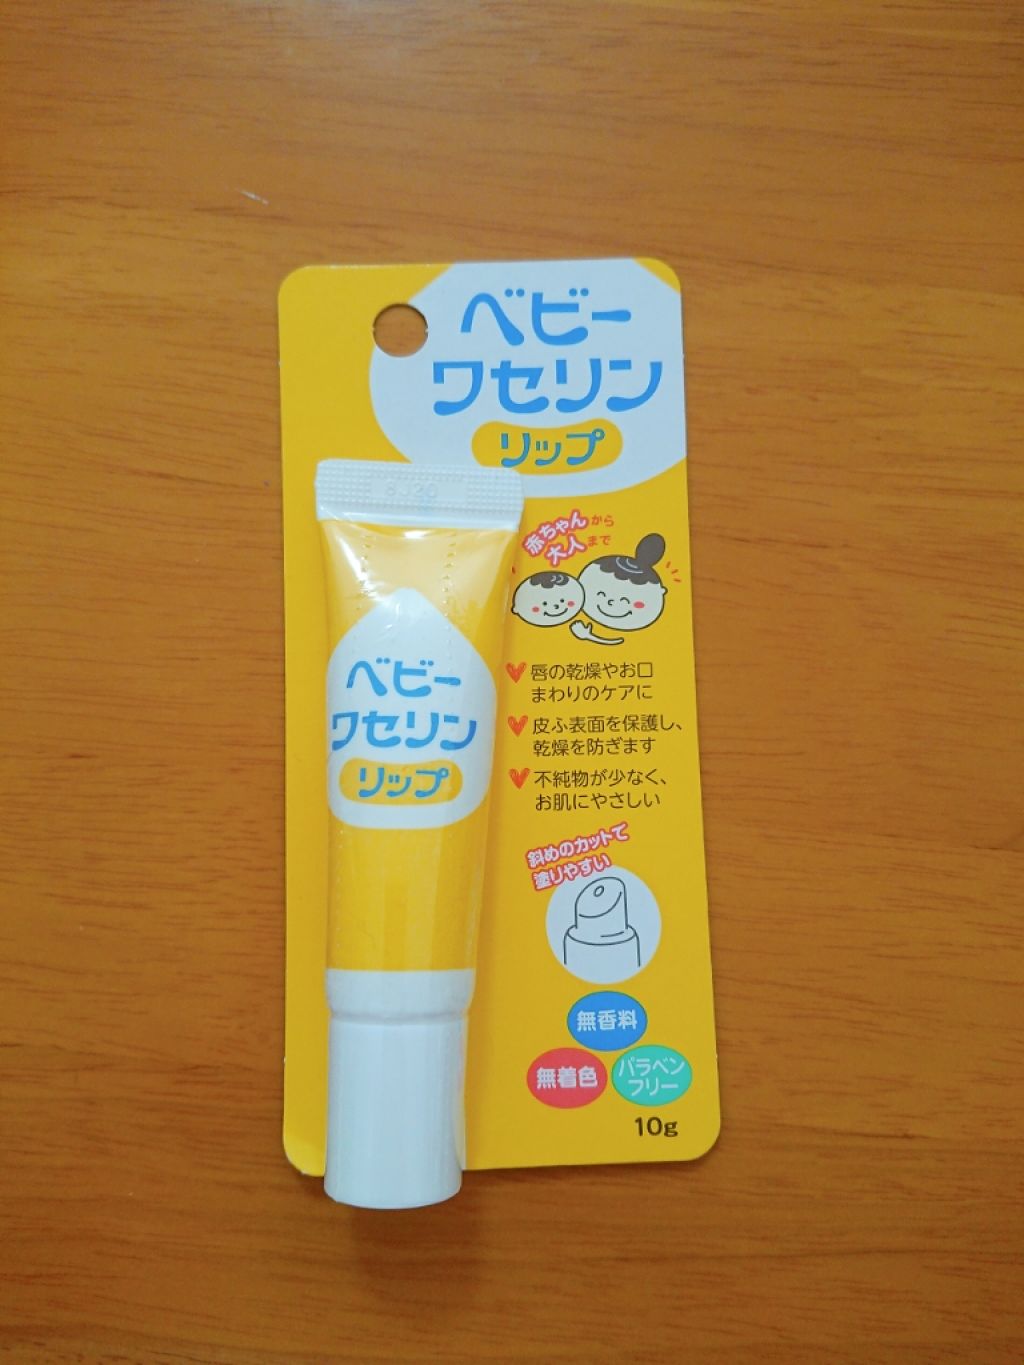 ベビー
ワセリン
リップ
赤ちゃんから
大人まで
唇の乾燥やお口
まわりのケアに
皮ふ表面を保護し、
乾燥を防ぎます
不純物が少なく、
お肌にやさしい
斜めのカットで
塗りやすい
無香料
無着色
パラベン
フリー
10g
ベビー
ワセリン
リップ